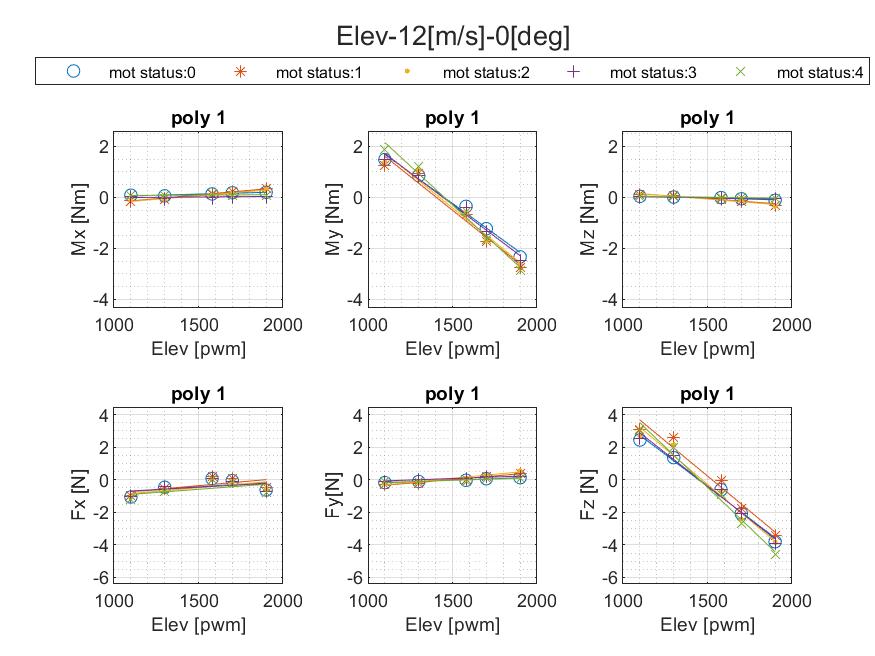 Elev-12[m/s]-0[deg]
mot status:0 mot status:1 mot status:2 mot status:3 mot status:4
poly 1 poly 1 poly 1
2 2 2
0 0 0
-2 -2 -2
-4 -4 -4
Mx [Nm] My [Nm] Mz [Nm]
1000 1500 2000 1000 1500 2000 1000 1500 2000
Elev [pwm] Elev [pwm] Elev [pwm]
poly 1 poly 1 poly 1
4 4 4
2 2 2
0 0 0
-2 -2 -2
-4 -4 -4
-6 -6 -6
Fx [N] Fy[N] Fz [N]
1000 1500 2000 1000 1500 2000 1000 1500 2000
Elev [pwm] Elev [pwm] Elev [pwm]